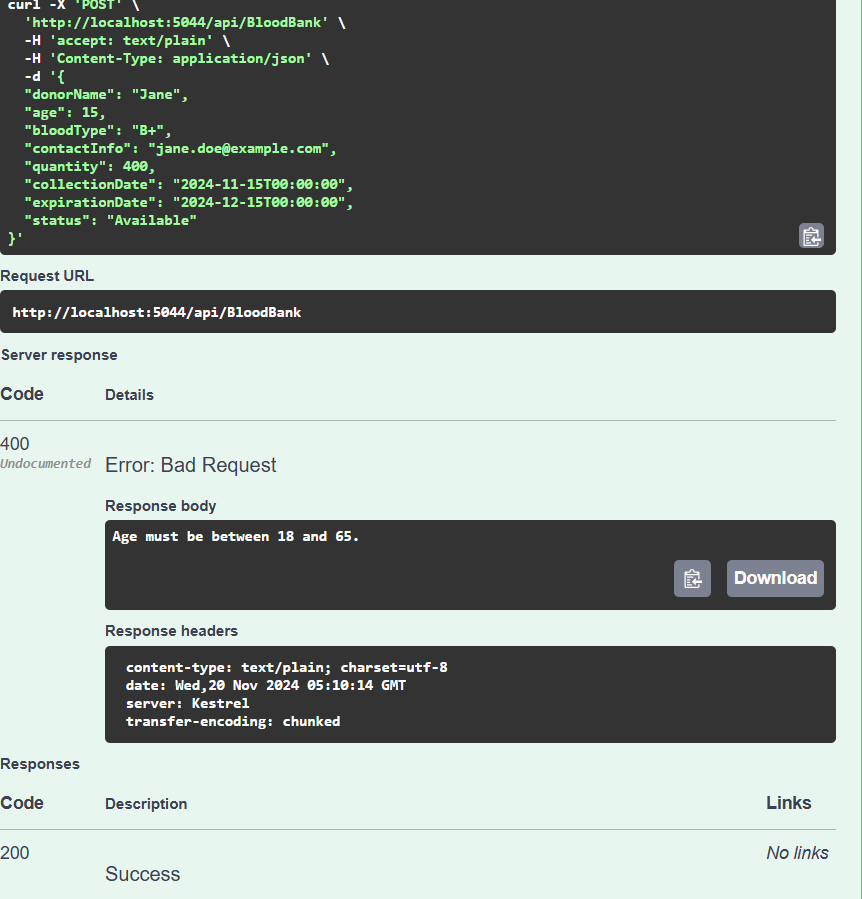 curl -X 'POST' \
  'http://localhost:5044/api/BloodBank' \
  -H 'accept: text/plain' \
  -H 'Content-Type: application/json' \
  -d '{
  "donorName": "Jane",
  "age": 15,
  "bloodType": "B+",
  "contactInfo": "jane.doe@example.com",
  "quantity": 400,
  "collectionDate": "2024-11-15T00:00:00",
  "expirationDate": "2024-12-15T00:00:00",
  "status": "Available"
}'
Request URL
http://localhost:5044/api/BloodBank
Server response
Code Details
400
Undocumented
Error: Bad Request
Response body
Age must be between 18 and 65.
Download
Response headers
content-type: text/plain; charset=utf-8
date: Wed,20 Nov 2024 05:10:14 GMT
server: Kestrel
transfer-encoding: chunked
Responses
Code Description Links
200 No links
Success